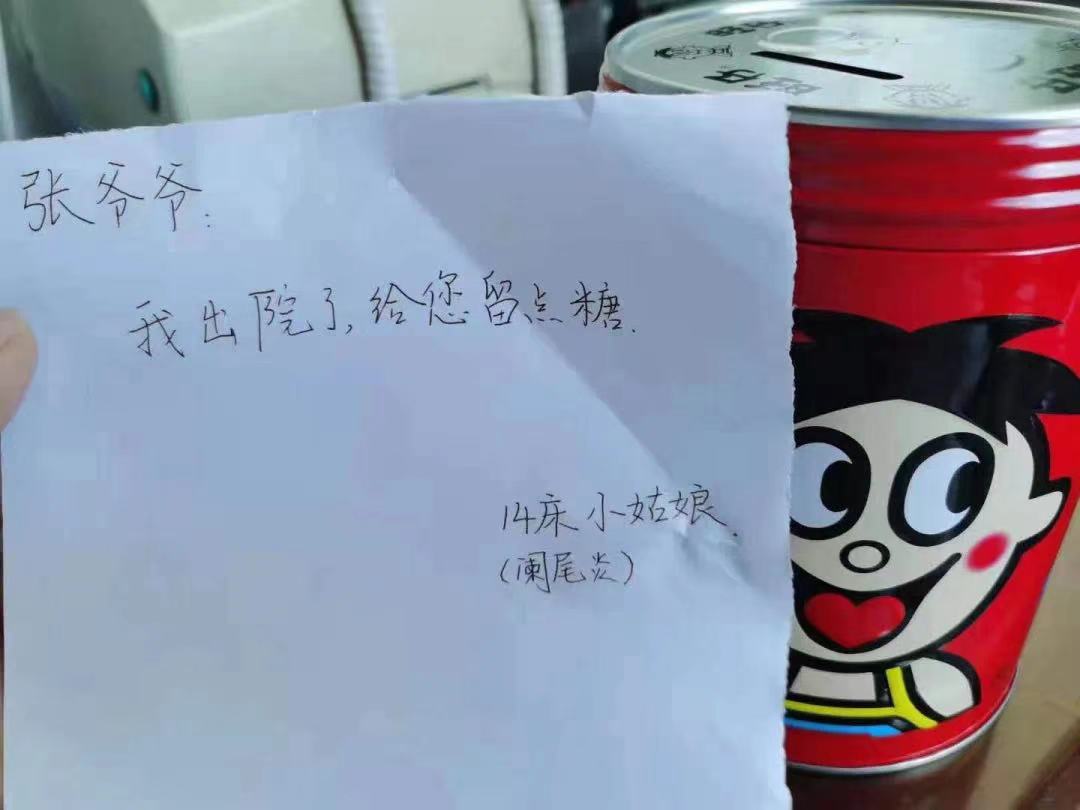 张爷爷:
我出院了,给您留点糖.
14床 小姑娘.
(阑尾炎)